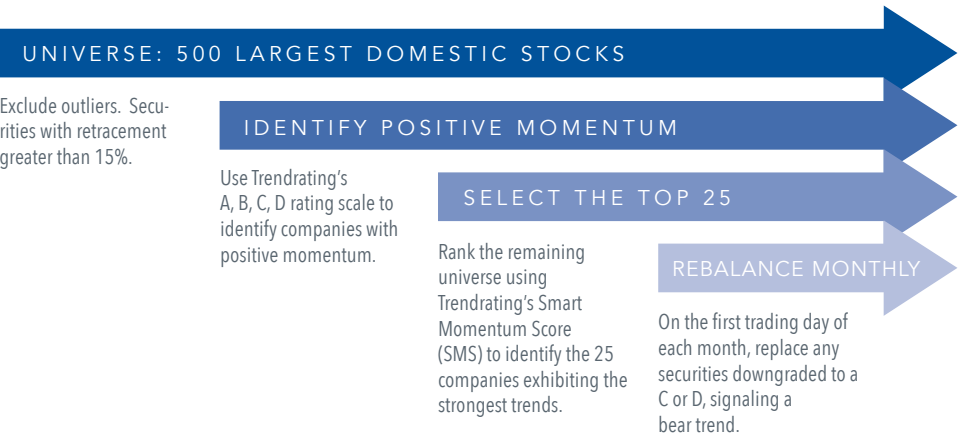 UNIVERSE: 500 LARGEST DOMESTIC STOCKS
Exclude outliers. Secu-
rities with retracement
greater than 15%.
IDENTIFY POSITIVE MOMENTUM
Use Trendrating's
A, B, C, D rating scale to
identify companies with
positive momentum.
SELECT THE TOP 25
Rank the remaining
universe using
Trendrating's Smart
Momentum Score
(SMS) to identify the 25
companies exhibiting the
strongest trends.
REBALANCE MONTHLY
On the first trading day of
each month, replace any
securities downgraded to a
C or D, signaling a
bear trend.